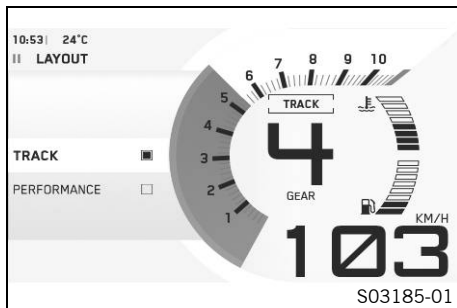 10:53| 24°C
LAYOUT
TRACK
PERFORMANCE
1
2
3
4
5
6
7
8
9
10
TRACK
4
GEAR
KM/H
103
S03185-01